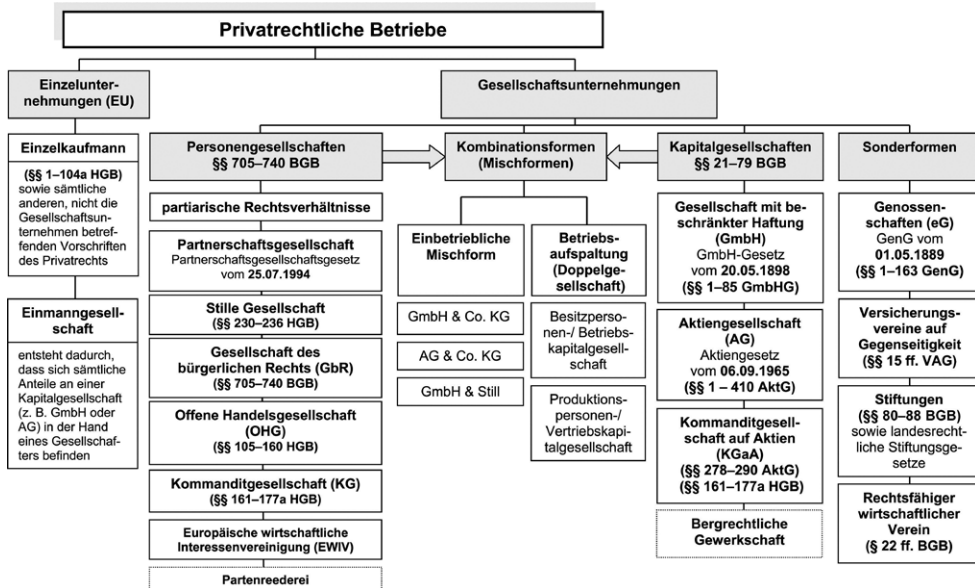 Privatrechtliche Betriebe
Einzelunter-
nehmungen (EU)
Gesellschaftsunternehmungen
Einzelkaufmann
(§§ 1–104a HGB)
sowie sämtliche
anderen, nicht die
Gesellschaftsun-
ternehmen betref-
fenden Vorschriften
des Privatrechts
Einmanngesell-
schaft
entsteht dadurch,
dass sich sämtliche
Anteile an einer
Kapitalgesellschaft
(z. B. GmbH oder
AG) in der Hand
eines Gesellschaf-
ters befinden
Personengesellschaften
§§ 705–740 BGB
partiarische Rechtsverhältnisse
Partnerschaftsgesellschaft
Partnerschaftsgesellschaftsgesetz
vom 25.07.1994
Stille Gesellschaft
(§§ 230–236 HGB)
Gesellschaft des
bürgerlichen Rechts (GbR)
(§§ 705–740 BGB)
Offene Handelsgesellschaft
(OHG)
(§§ 105–160 HGB)
Kommanditgesellschaft (KG)
(§§ 161–177a HGB)
Europäische wirtschaftliche
Interessenvereinigung (EWIV)
Partenreederei
Kombinationsformen
(Mischformen)
Einbetriebliche
Mischform
GmbH & Co. KG
AG & Co. KG
GmbH & Still
Betriebs-
aufspaltung
(Doppelge-
sellschaft)
Besitzperso-
nen-/ Betriebs-
kapitalgesell-
schaft
Produktions-
personen-/
Vertriebskapi-
talgesellschaft
Kapitalgesellschaften
§§ 21–79 BGB
Gesellschaft mit be-
schränkter Haftung
(GmbH)
GmbH-Gesetz
vom 20.05.1898
(§§ 1–85 GmbHG)
Aktiengesellschaft
(AG)
Aktiengesetz
vom 06.09.1965
(§§ 1 – 410 AktG)
Kommanditgesell-
schaft auf Aktien
(KGaA)
(§§ 278–290 AktG)
(§§ 161–177a HGB)
Bergrechtliche
Gewerkschaft
Sonderformen
Genossen-
schaften (eG)
GenG vom
01.05.1889
(§§ 1–163 GenG)
Versicherungs-
vereine auf
Gegenseitigkeit
(§§ 15 ff. VAG)
Stiftungen
(§§ 80–88 BGB)
sowie landesrecht-
liche Stiftungsge-
setze
Rechtsfähiger
wirtschaftlicher
Verein
(§ 22 ff. BGB)